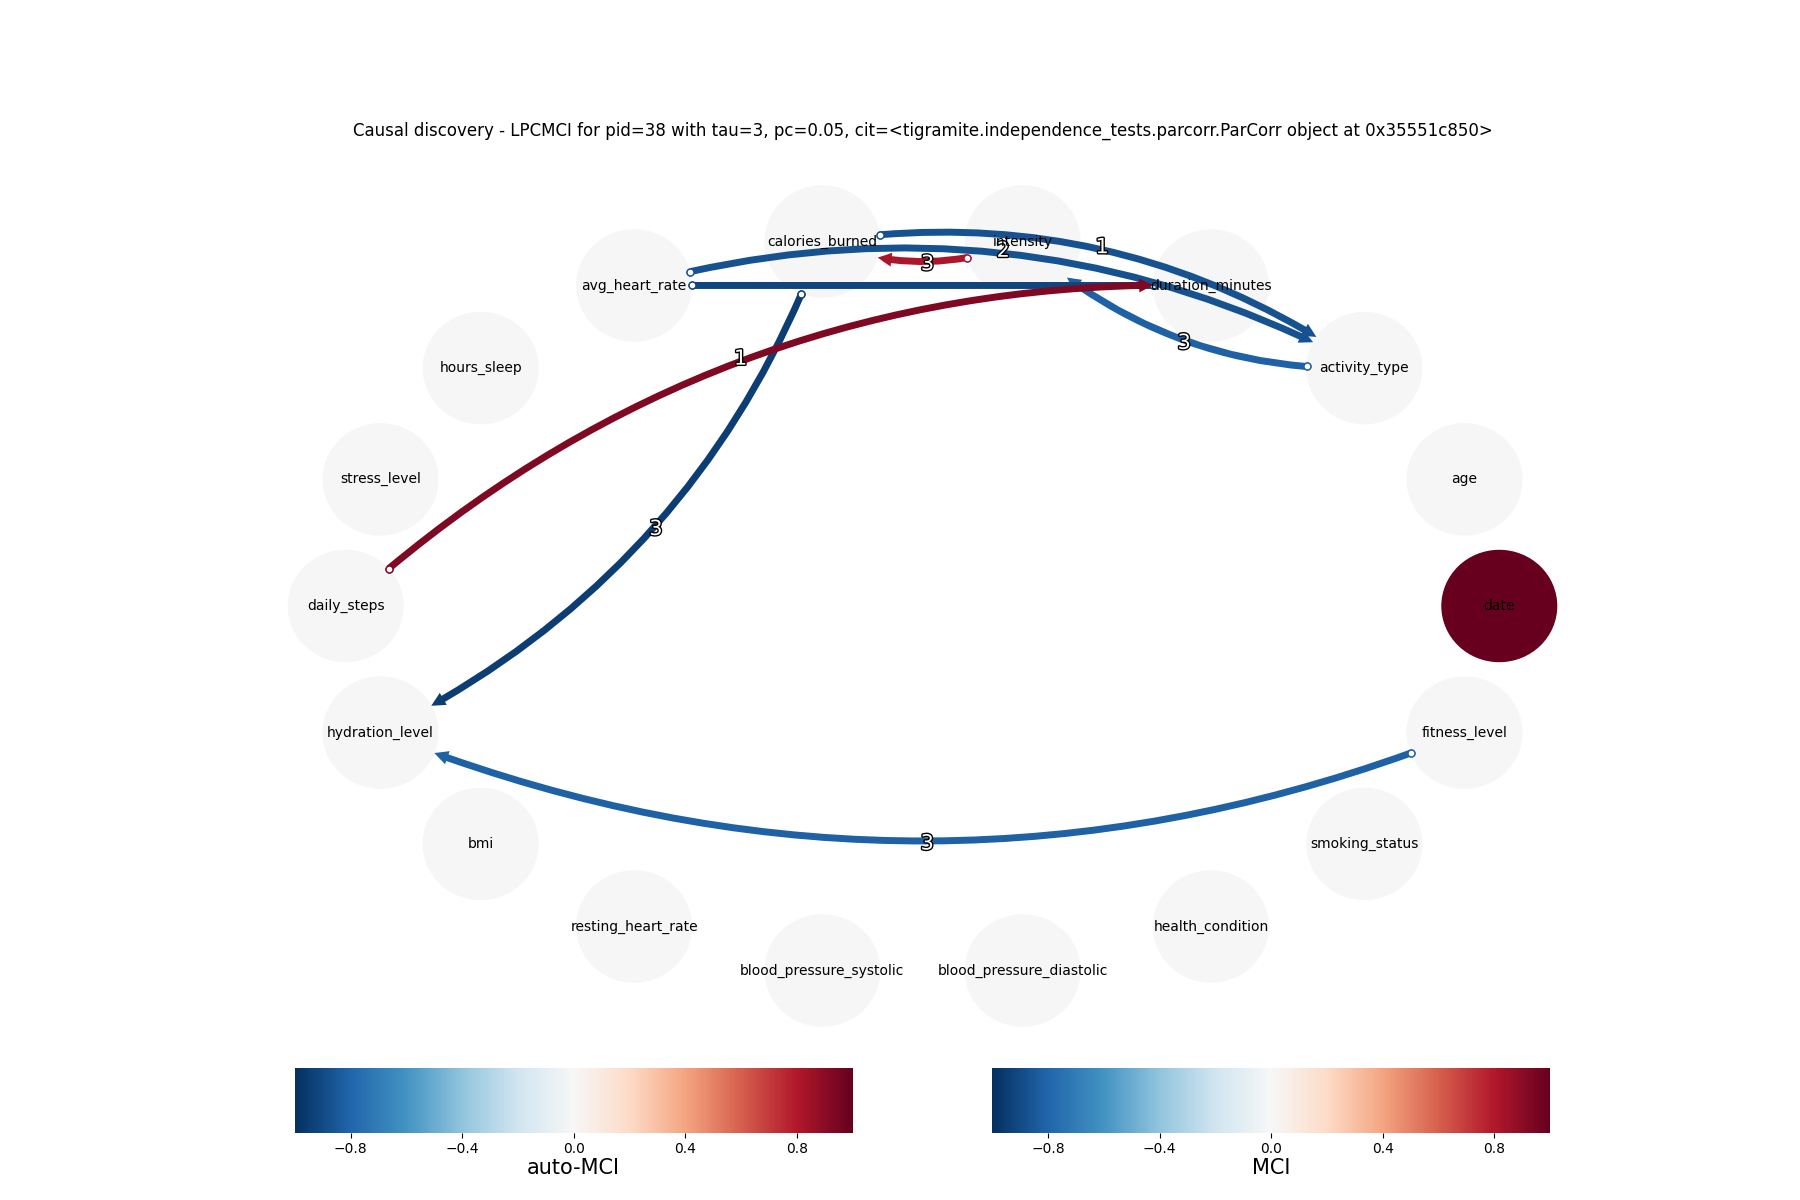 Causal discovery - LPCMCI for pid=38 with tau=3, pc=0.05, cit=<tigramite.independence_tests.parcorr.ParCorr object at 0x35551c850>
calories_burned
intensity
1
2
3
avg_heart_rate
duration_minutes
3
1
hours_sleep
activity_type
stress_level
age
3
daily_steps
date
hydration_level
fitness_level
3
bmi
smoking_status
resting_heart_rate
health_condition
blood_pressure_systolic
blood_pressure_diastolic
−0.8 −0.4 0.0 0.4 0.8
auto-MCI
−0.8 −0.4 0.0 0.4 0.8
MCI